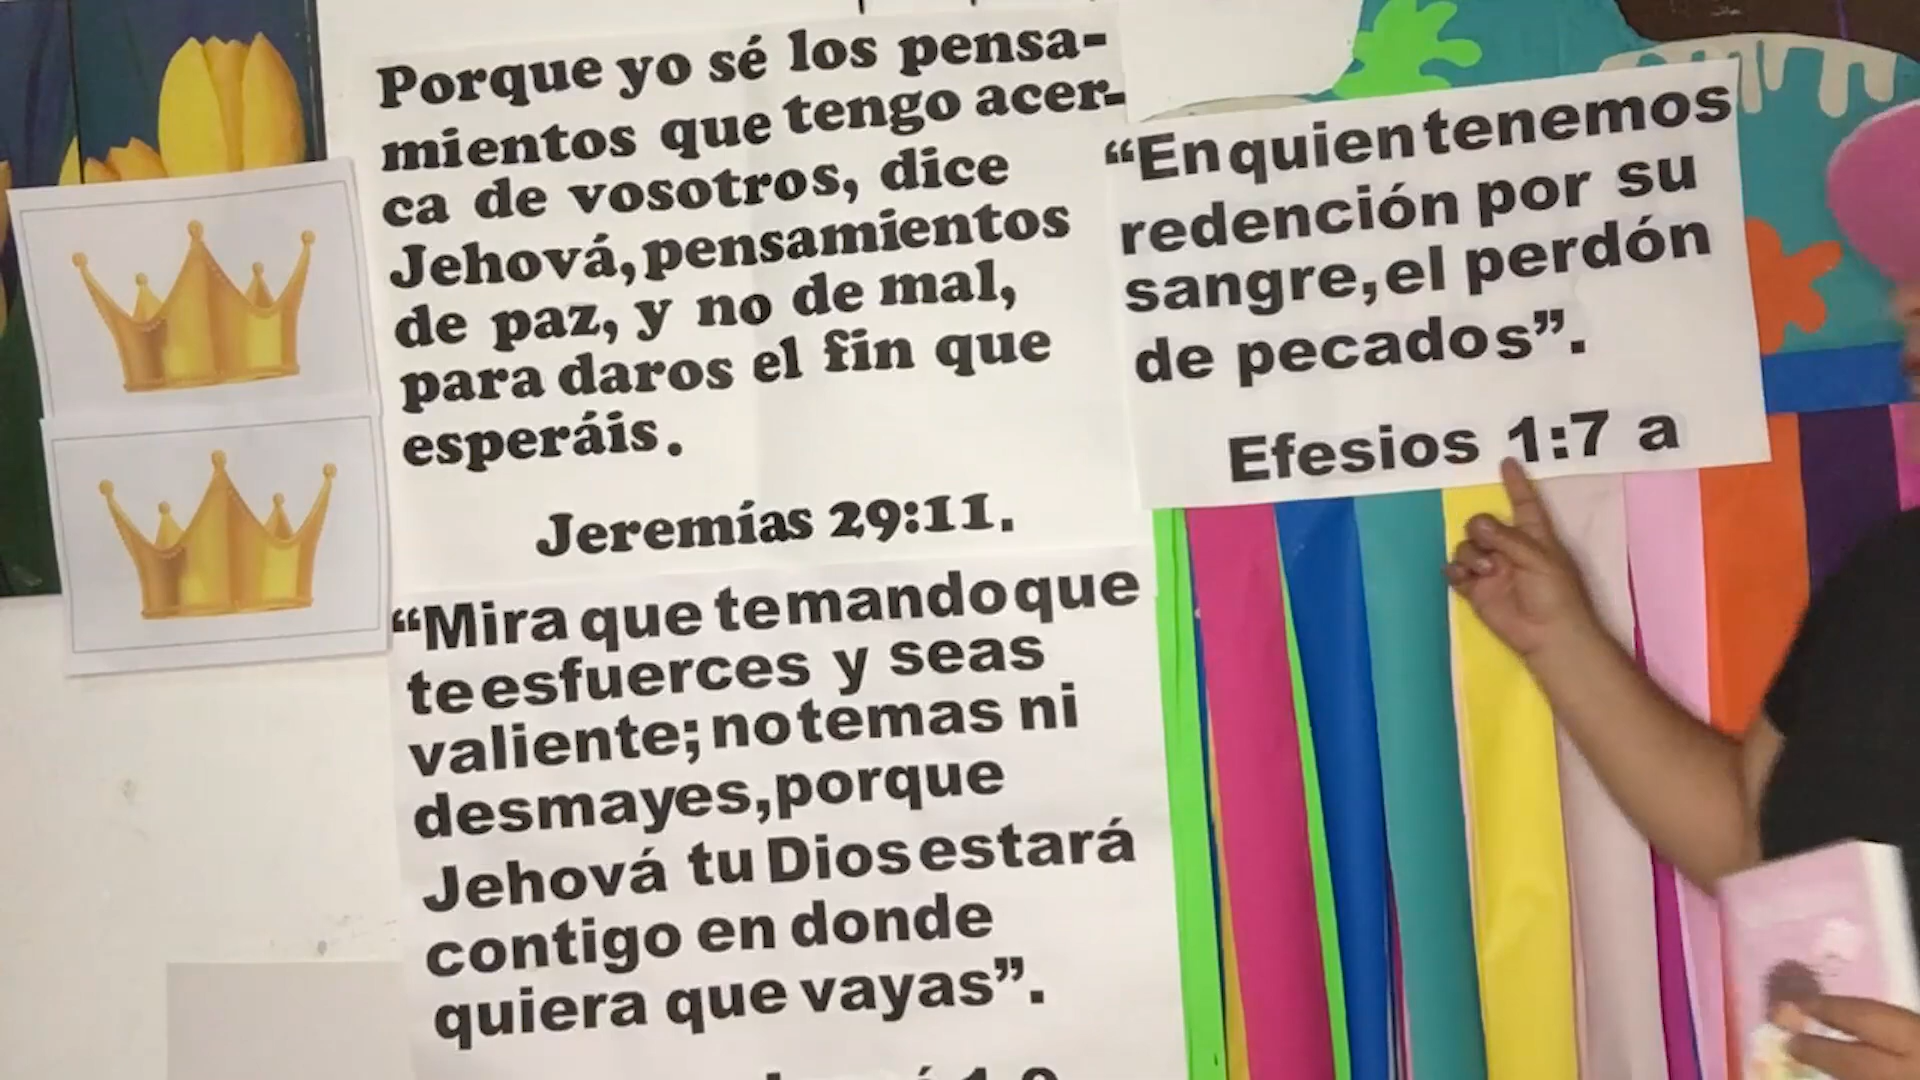 Porque yo sé los pensa-
mientos que tengo acer-
ca de vosotros, dice
Jehová, pensamientos
de paz, y no de mal,
para daros el fin que
esperáis.
Jeremías 29:11.
“Mira que te mando que
te esfuerces y seas
valiente; no temas ni
desmayes, porque
Jehová tu Dios estará
contigo en donde
quiera que vayas”.
“En quien tenemos
redención por su
sangre, el perdón
de pecados”.
Efesios 1:7 a